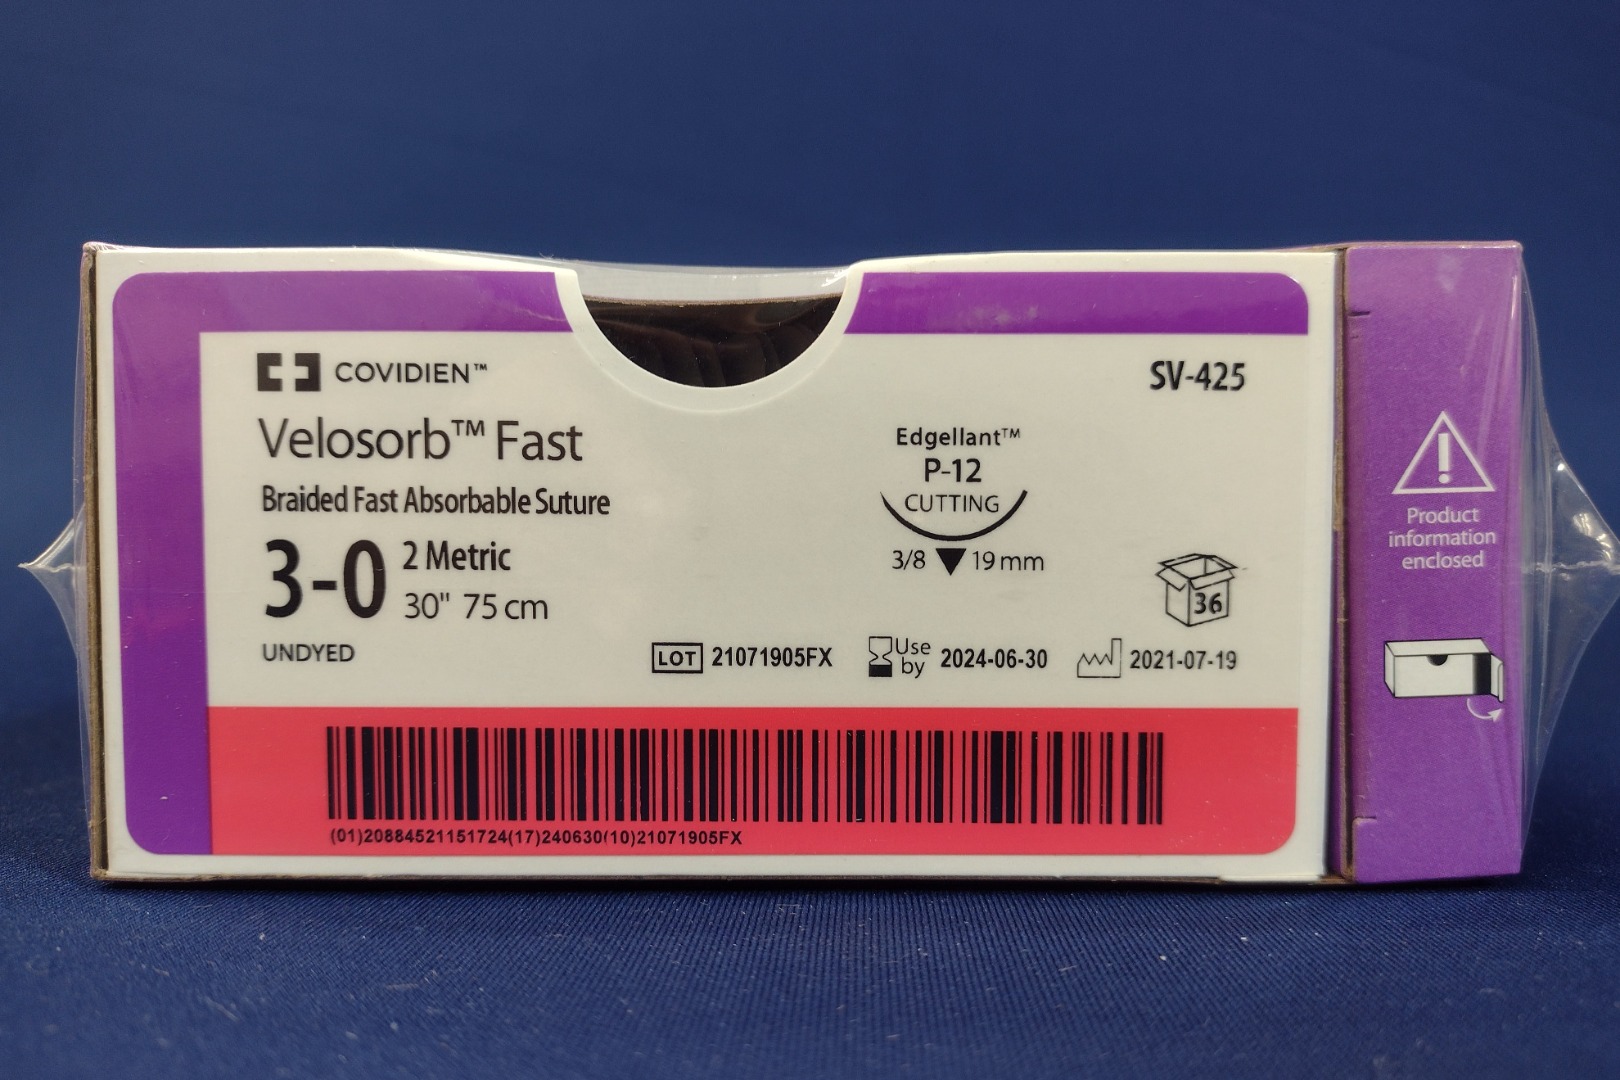 COVIDIEN™
SV-425
Velosorb™ Fast
Braided Fast Absorbable Suture
3-0
2 Metric
30" 75 cm
UNDYED
Edgellant™
P-12
CUTTING
3/8 19 mm
36
LOT 21071905FX
Use by 2024-06-30
2021-07-19
(01)20884521151724(17)240630(10)21071905FX
Product
information
enclosed